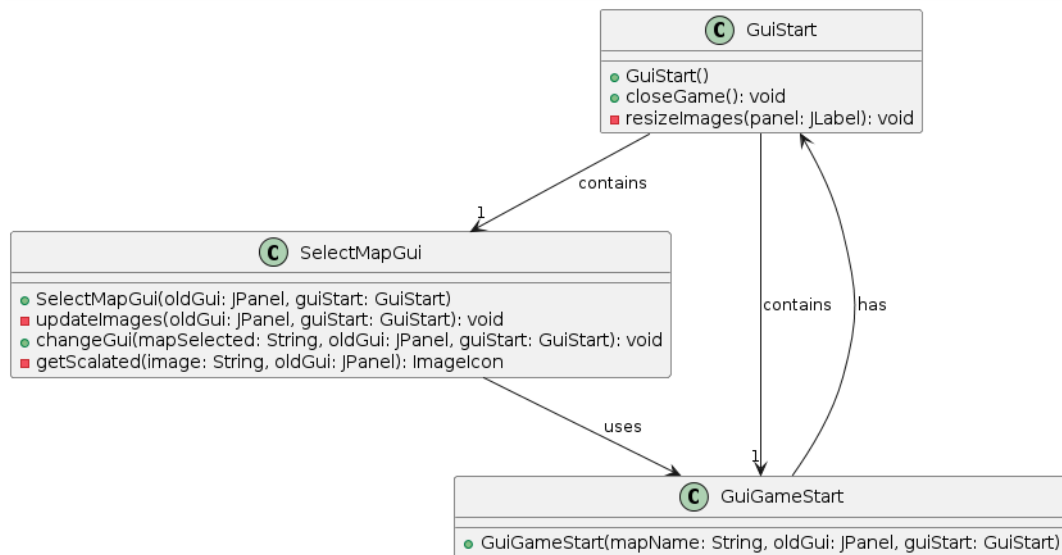 C GuiStart
GuiStart()
closeGame(): void
resizeImages(panel: JLabel): void
contains
1
C SelectMapGui
SelectMapGui(oldGui: JPanel, guiStart: GuiStart)
updateImages(oldGui: JPanel, guiStart: GuiStart): void
changeGui(mapSelected: String, oldGui: JPanel, guiStart: GuiStart): void
getScalated(image: String, oldGui: JPanel): ImageIcon
contains
has
uses
1
C GuiGameStart
GuiGameStart(mapName: String, oldGui: JPanel, guiStart: GuiStart)